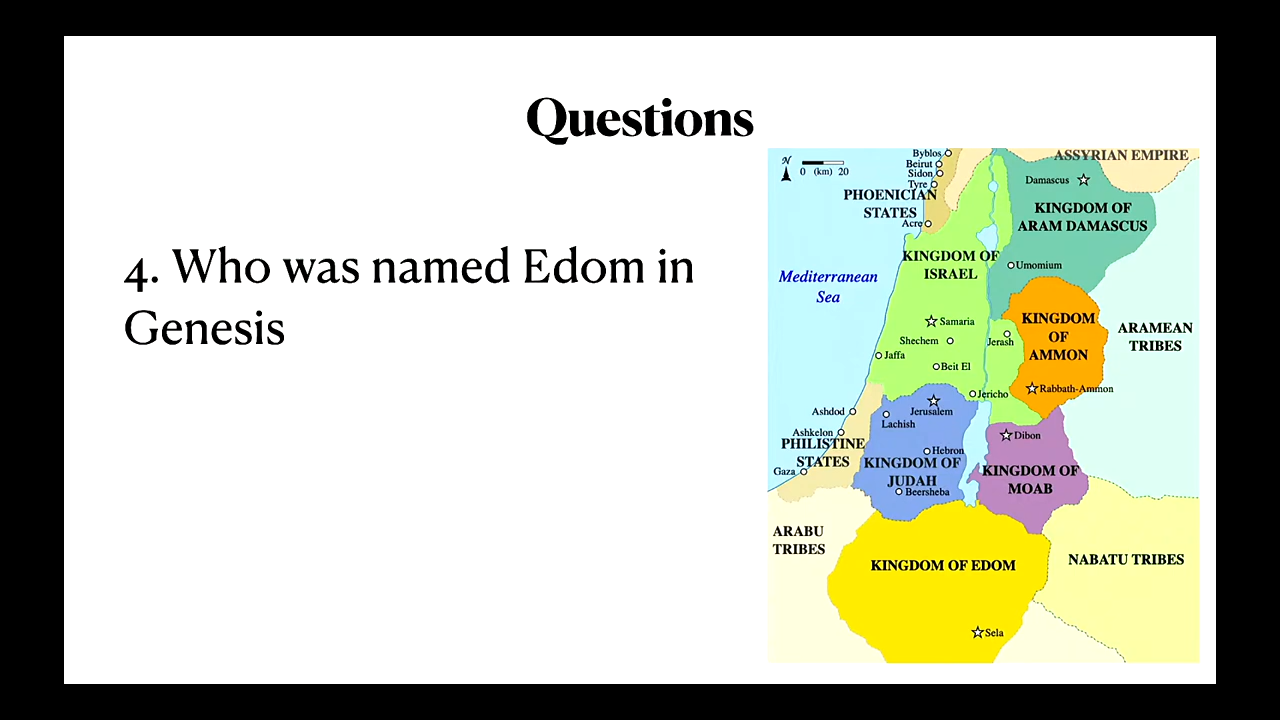 Questions
4. Who was named Edom in
Genesis
N
0 (km) 20
Byblos
Beirut
Sidon
Tyre
PHOENICIAN
STATES
Acre
ASSYRIAN EMPIRE
Damascus
KINGDOM OF
ARAM DAMASCUS
Mediterranean
Sea
KINGDOM OF
ISRAEL
Umomium
Samaria
Shechem
Jaffa
Beit El
Jerash
KINGDOM
OF
AMMON
ARAMEAN
TRIBES
Rabbath-Ammon
Jericho
Ashdod
Jerusalem
Lachish
Ashkelon
PHILISTINE
STATES
Gaza
Dibon
Hebron
KINGDOM OF
JUDAH
Beersheba
KINGDOM OF
MOAB
ARABU
TRIBES
KINGDOM OF EDOM
NABATU TRIBES
Sela